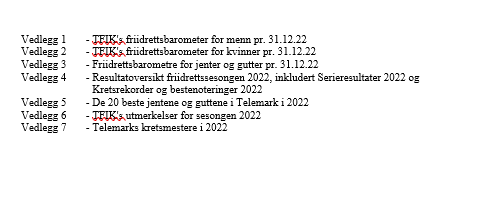 Vedlegg 1 - TFIK's friidrettsbarometer for menn pr. 31.12.22
Vedlegg 2 - TFIK's friidrettsbarometer for kvinner pr. 31.12.22
Vedlegg 3 - Friidrettsbarometre for jenter og gutter pr. 31.12.22
Vedlegg 4 - Resultatoversikt friidrettssesongen 2022, inkludert Serieresultater 2022 og
Kretsrekorder og bestenoteringer 2022
Vedlegg 5 - De 20 beste jentene og guttene i Telemark i 2022
Vedlegg 6 - TFIK's utmerkelser for sesongen 2022
Vedlegg 7 - Telemarks kretsmestere i 2022